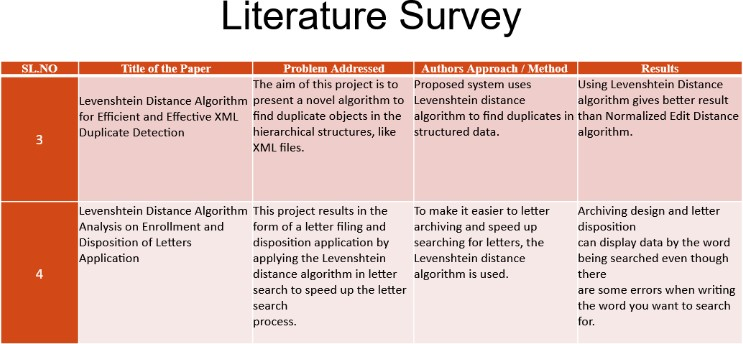 Literature Survey
SL.NO
Title of the Paper
Problem Addressed
Authors Approach / Method
Results
3
Levenshtein Distance Algorithm
for Efficient and Effective XML
Duplicate Detection
The aim of this project is to
present a novel algorithm to
find duplicate objects in the
hierarchical structures, like
XML files.
Proposed system uses
Levenshtein distance
algorithm to find duplicates in
structured data.
Using Levenshtein Distance
algorithm gives better result
than Normalized Edit Distance
algorithm.
4
Levenshtein Distance Algorithm
Analysis on Enrollment and
Disposition of Letters
Application
This project results in the
form of a letter filing and
disposition application by
applying the Levenshtein
distance algorithm in letter
search to speed up the letter
search
process.
To make it easier to letter
archiving and speed up
searching for letters, the
Levenshtein distance
algorithm is used.
Archiving design and letter
disposition
can display data by the word
being searched even though
there
are some errors when writing
the word you want to search
for.